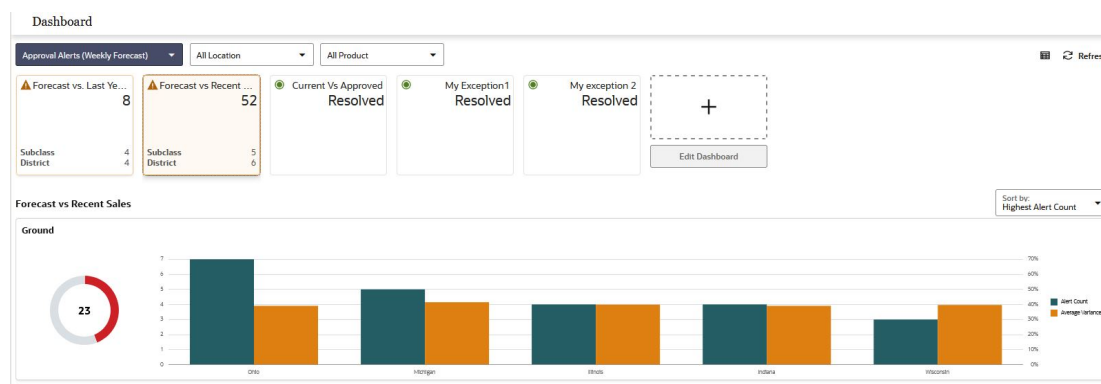 Dashboard
Approval Alerts (Weekly Forecast)
All Location
All Product
Refres
Forecast vs. Last Ye...
8
Subclass 4
District 4
Forecast vs Recent ...
52
Subclass 5
District 6
Current Vs Approved
Resolved
My Exception1
Resolved
My exception 2
Resolved
+
Edit Dashboard
Forecast vs Recent Sales
Sort by:
Highest Alert Count
Ground
23
7
6
5
4
3
2
1
0
70%
60%
50%
40%
30%
20%
10%
0%
Ohio
Michigan
Illinois
Indiana
Wisconsin
Alert Count
Average Variance